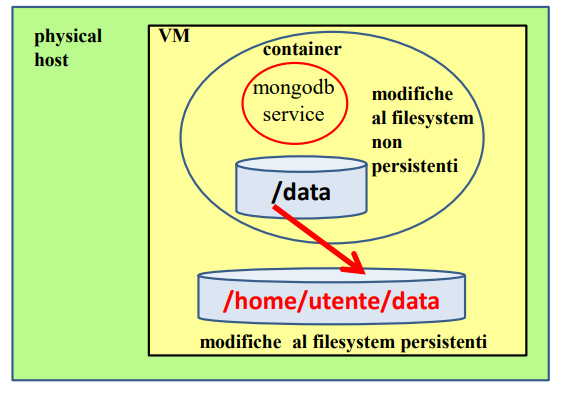 physical
host
VM
container
mongodb
service
modifiche
al filesystem
non
persistenti
/data
/home/utente/data
modifiche  al filesystem persistenti